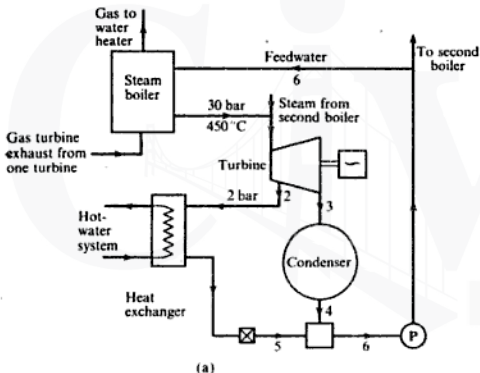 Gas to
water
heater
Feedwater
6
To second
boiler
Steam
boiler
30 bar
450 °C
Steam from
second boiler
Gas turbine
exhaust from
one turbine
Turbine
2 bar
2
3
Hot-
water
system
Condenser
Heat
exchanger
4
5
6
P
(a)